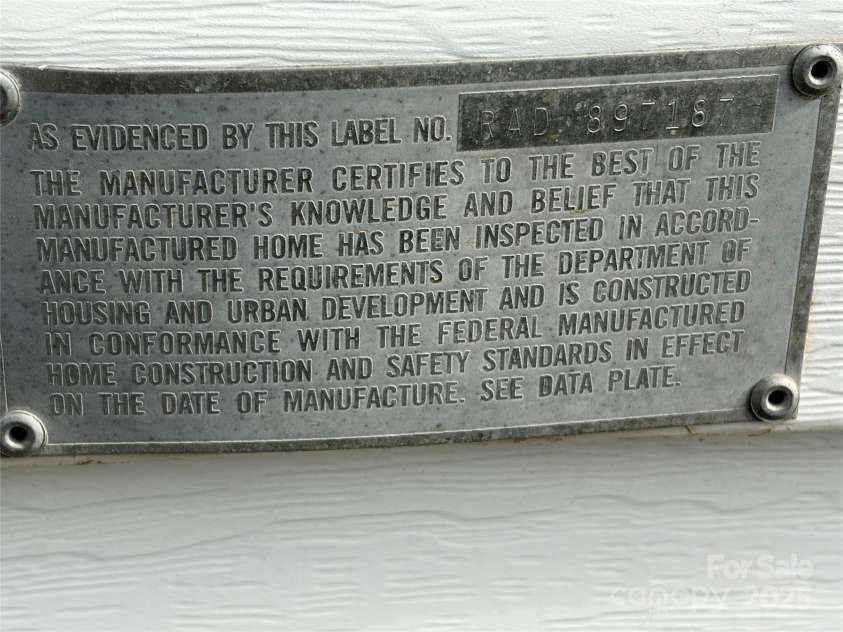 AS EVIDENCED BY THIS LABEL NO. RAD 897187
THE MANUFACTURER CERTIFIES TO THE BEST OF THE
MANUFACTURER'S KNOWLEDGE AND BELIEF THAT THIS
MANUFACTURED HOME HAS BEEN INSPECTED IN ACCORD-
ANCE WITH THE REQUIREMENTS OF THE DEPARTMENT OF
HOUSING AND URBAN DEVELOPMENT AND IS CONSTRUCTED
IN CONFORMANCE WITH THE FEDERAL MANUFACTURED
HOME CONSTRUCTION AND SAFETY STANDARDS IN EFFECT
ON THE DATE OF MANUFACTURE. SEE DATA PLATE.
For Sale
canopy 2025